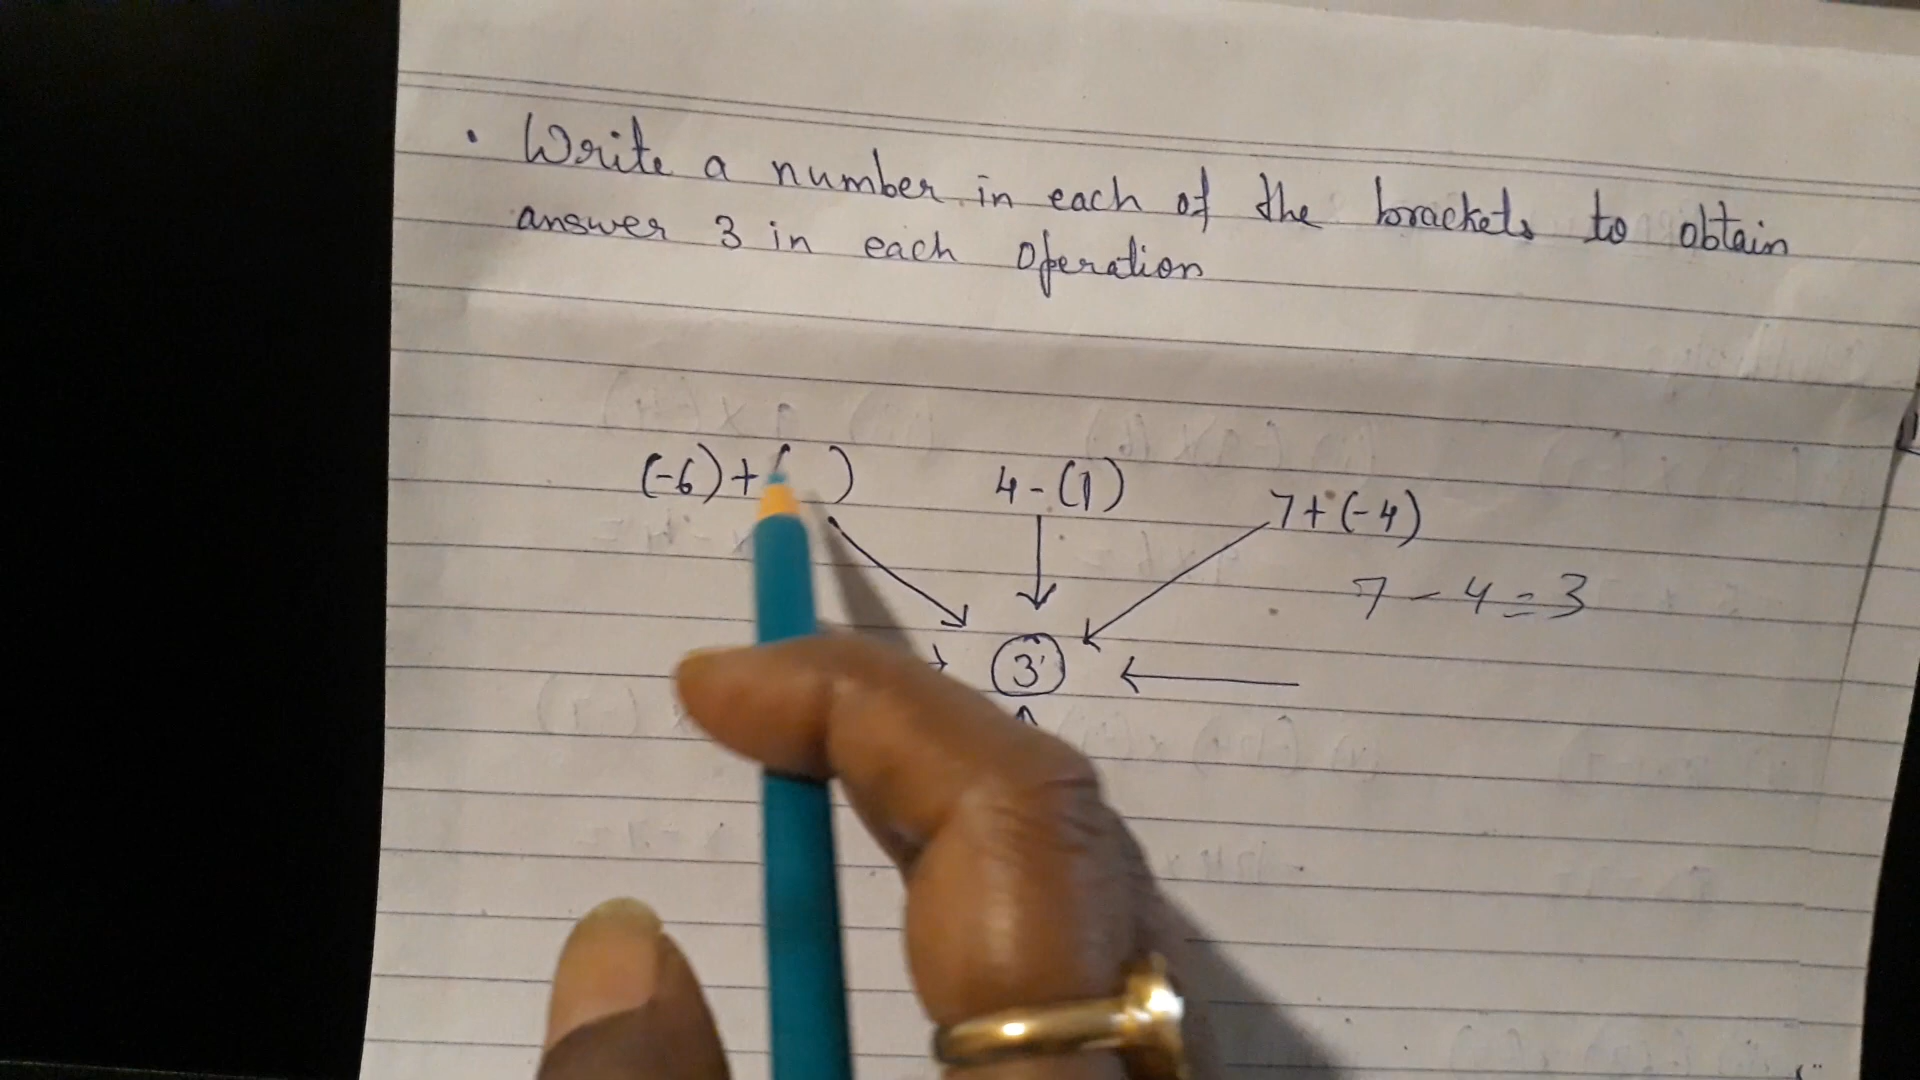 . Write a number in each of the brackets to obtain
answer 3 in each operation
(-6)+( ) 4-(1) 7+(-4)
7-4=3
3